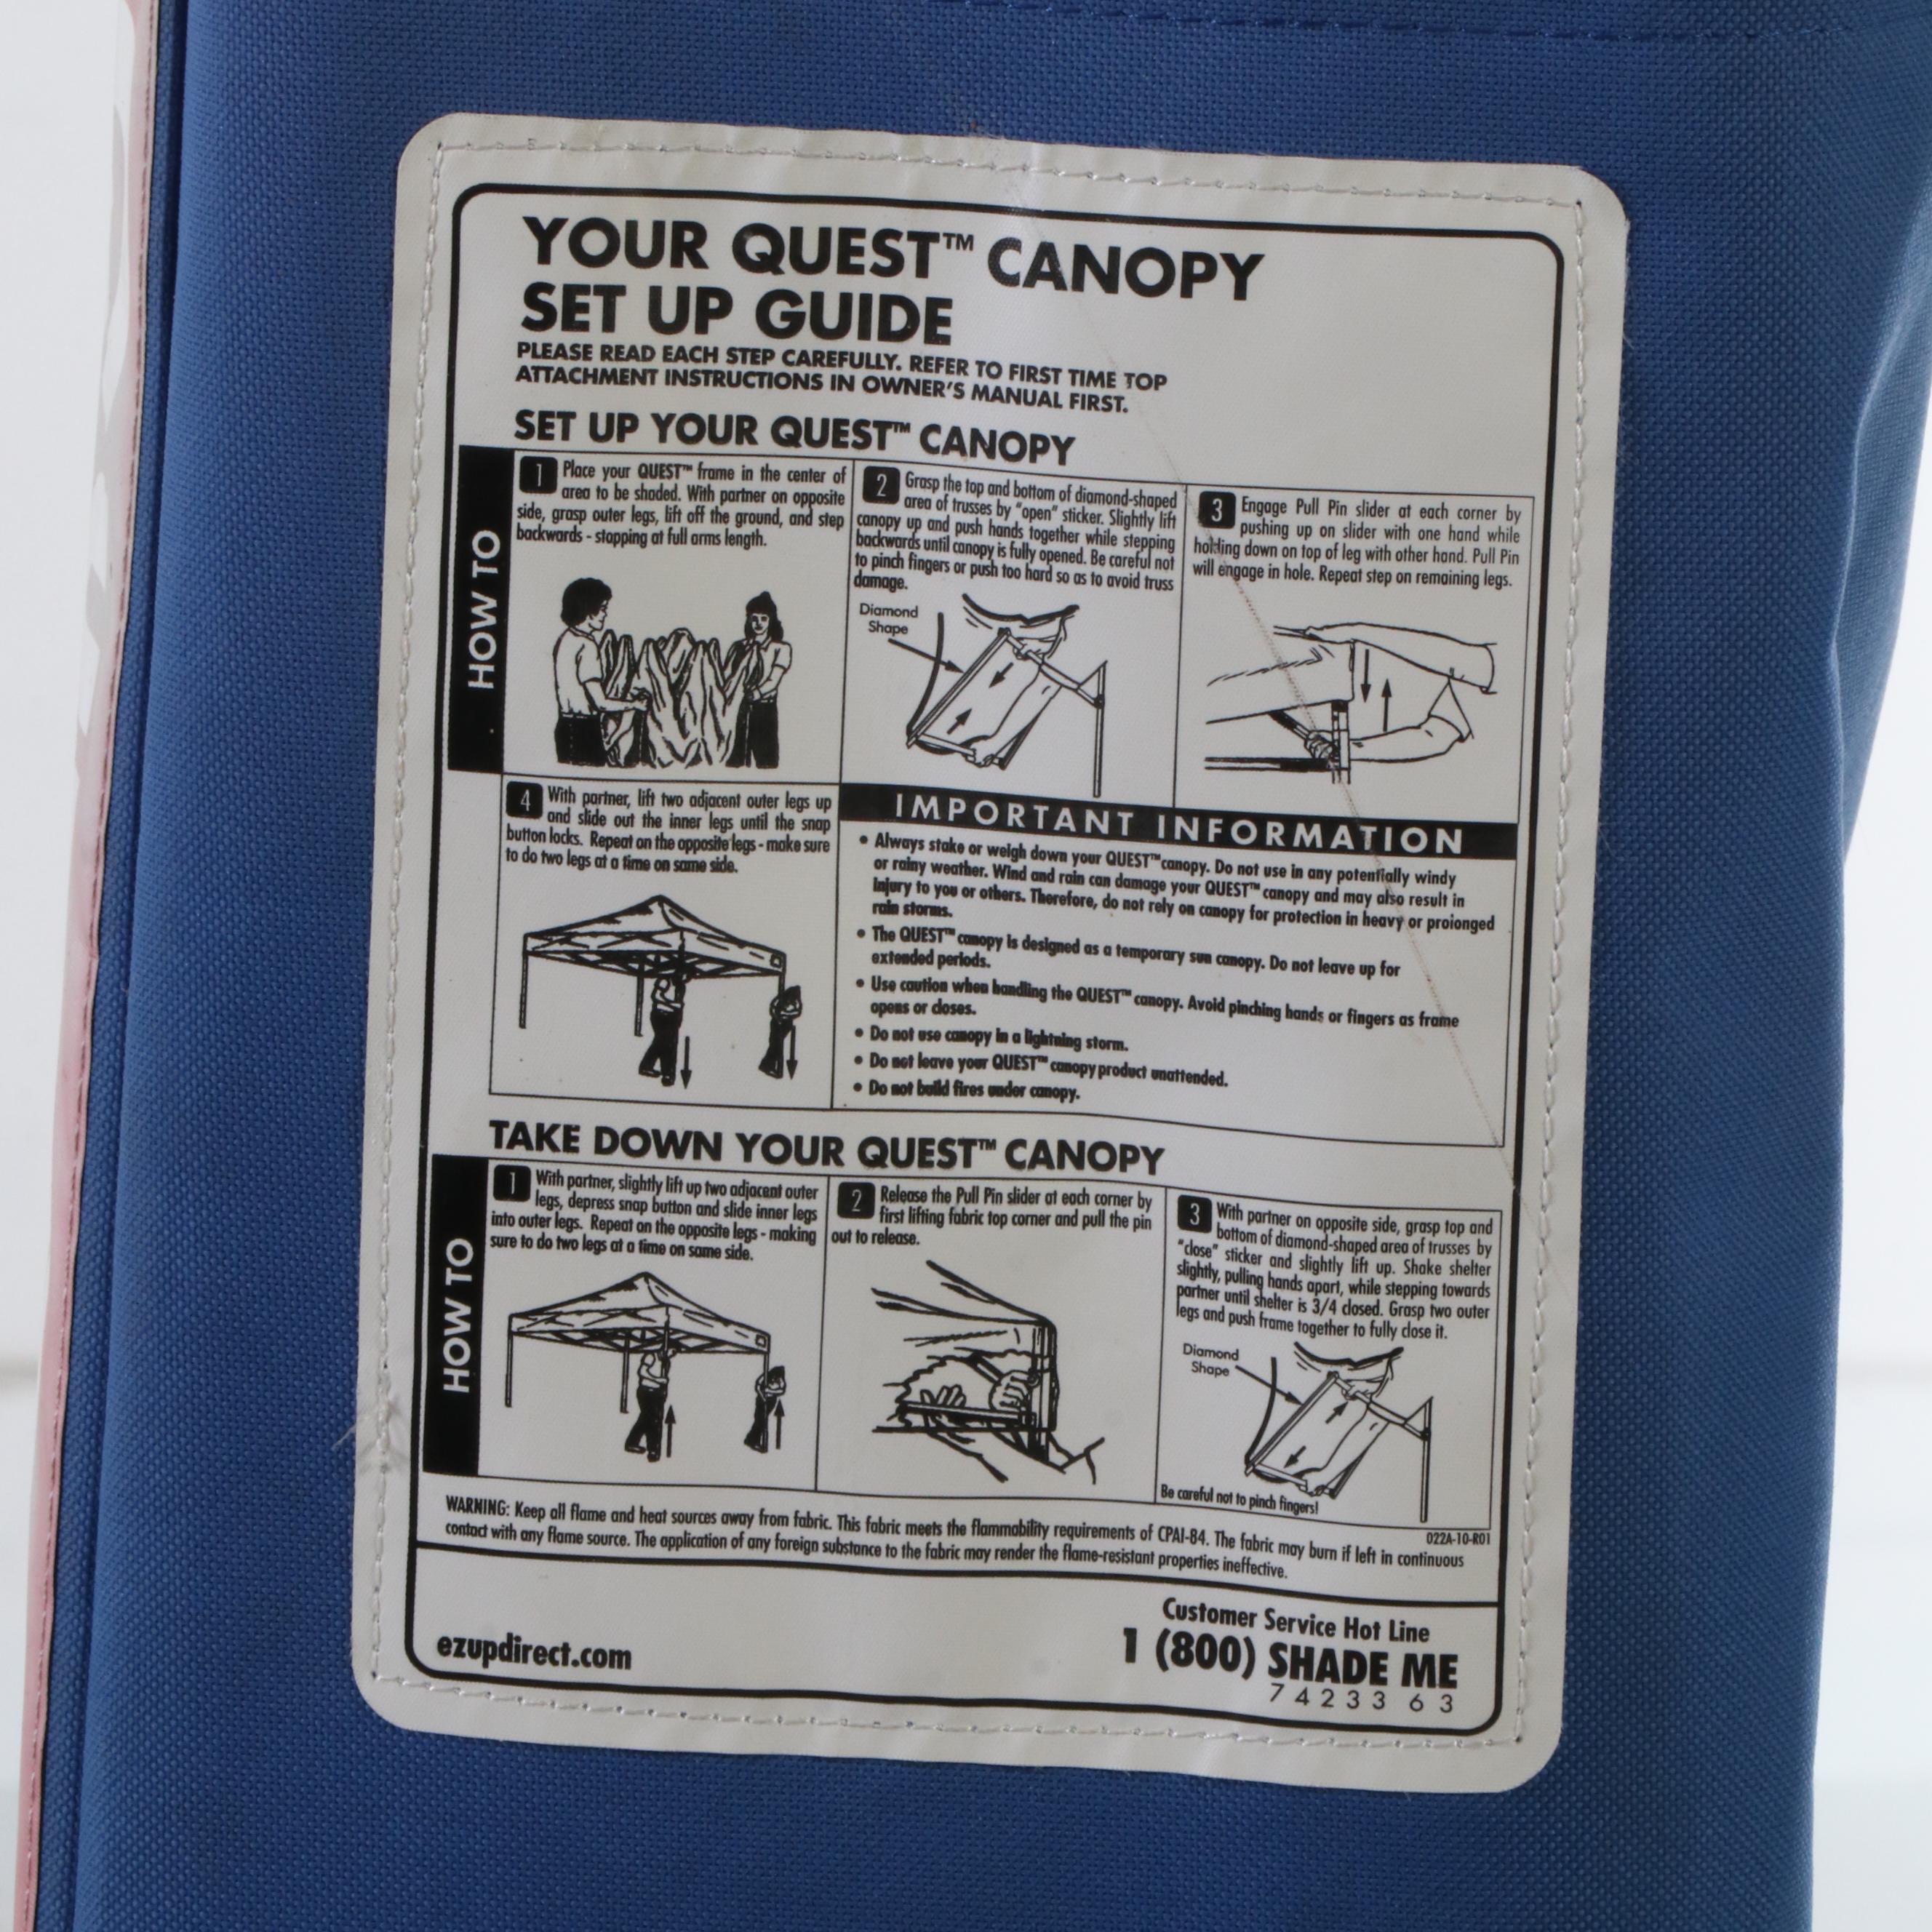 YOUR QUEST™ CANOPY
SET UP GUIDE
PLEASE READ EACH STEP CAREFULLY. REFER TO FIRST TIME TOP
ATTACHMENT INSTRUCTIONS IN OWNER'S MANUAL FIRST.
SET UP YOUR QUEST™ CANOPY
HOW TO
1 Place your QUEST™ frame in the center of
area to be shaded. With partner on opposite
side, grasp outer legs, lift off the ground, and step
backwards - stopping at full arms length.
2 Grasp the top and bottom of diamond-shaped
area of trusses by "open" sticker. Slightly lift
canopy up and push hands together while stepping
backwards until canopy is fully opened. Be careful not
to pinch fingers or push too hard so as to avoid truss
damage.
Diamond
Shape
3 Engage Pull Pin slider at each corner by
pushing up on slider with one hand while
holding down on top of leg with other hand. Pull Pin
will engage in hole. Repeat step on remaining legs.
4 With partner, lift two adjacent outer legs up
and slide out the inner legs until the snap
button locks. Repeat on the opposite legs - make sure
to do two legs at a time on same side.
IMPORTANT INFORMATION
• Always stake or weigh down your QUEST™canopy. Do not use in any potentially windy
or rainy weather. Wind and rain can damage your QUEST™ canopy and may also result in
injury to you or others. Therefore, do not rely on canopy for protection in heavy or proionged
rain storms.
• The QUEST™ canopy is designed as a temporary sun canopy. Do not leave up for
extended periods.
• Use caution when handling the QUEST™ canopy. Avoid pinching hands or fingers as frame
opens or closes.
• Do not use canopy in a lightning storm.
• Do not leave your QUEST™ canopy product unattended.
• Do not build fires under canopy.
TAKE DOWN YOUR QUEST™ CANOPY
HOW TO
1 With partner, slightly lift up two adjacent outer
legs, depress snap button and slide inner legs
into outer legs. Repeat on the opposite legs - making
sure to do two legs at a time on same side.
2 Release the Pull Pin slider at each corner by
first lifting fabric top corner and pull the pin
out to release.
3 With partner on opposite side, grasp top and
bottom of diamond-shaped area of trusses by
"close" sticker and slightly lift up. Shake shelter
slightly, pulling hands apart, while stepping towards
partner until shelter is 3/4 closed. Grasp two outer
legs and push frame together to fully close it.
Diamond
Shape
Be careful not to pinch fingers!
022A-10-R01
WARNING: Keep all flame and heat sources away from fabric. This fabric meets the flammability requirements of CPAI-84. The fabric may burn if left in continuous
contact with any flame source. The application of any foreign substance to the fabric may render the flame-resistant properties ineffective.
ezupdirect.com
Customer Service Hot Line
1 (800) SHADE ME
74233 63